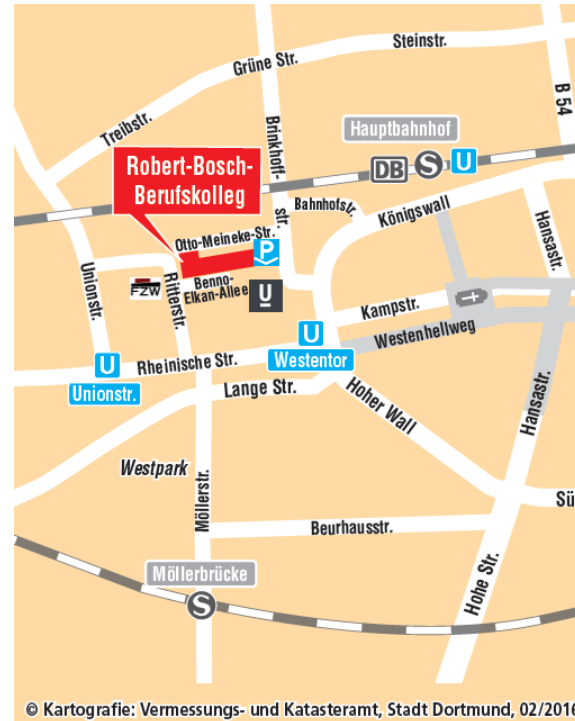 Steinstr.
Grüne Str.
B 54
Treibstr.
Brinkhoff-
str.
Hauptbahnhof
DB
S
U
Robert-Bosch-
Berufskolleg
Bahnhofstr.
Königswall
Hansastr.
Otto-Meineke-Str.
P
Unionstr.
FZW
Ritterstr.
Benno-
Elkan-Allee
U
Kampstr.
Westenhellweg
U
Westentor
U
Unionstr.
Rheinische Str.
Lange Str.
Hoher Wall
Hansastr.
Westpark
Möllerstr.
Sü
Beurhausstr.
Hohe Str.
Möllerbrücke
S
© Kartografie: Vermessungs- und Katasteramt, Stadt Dortmund, 02/2016